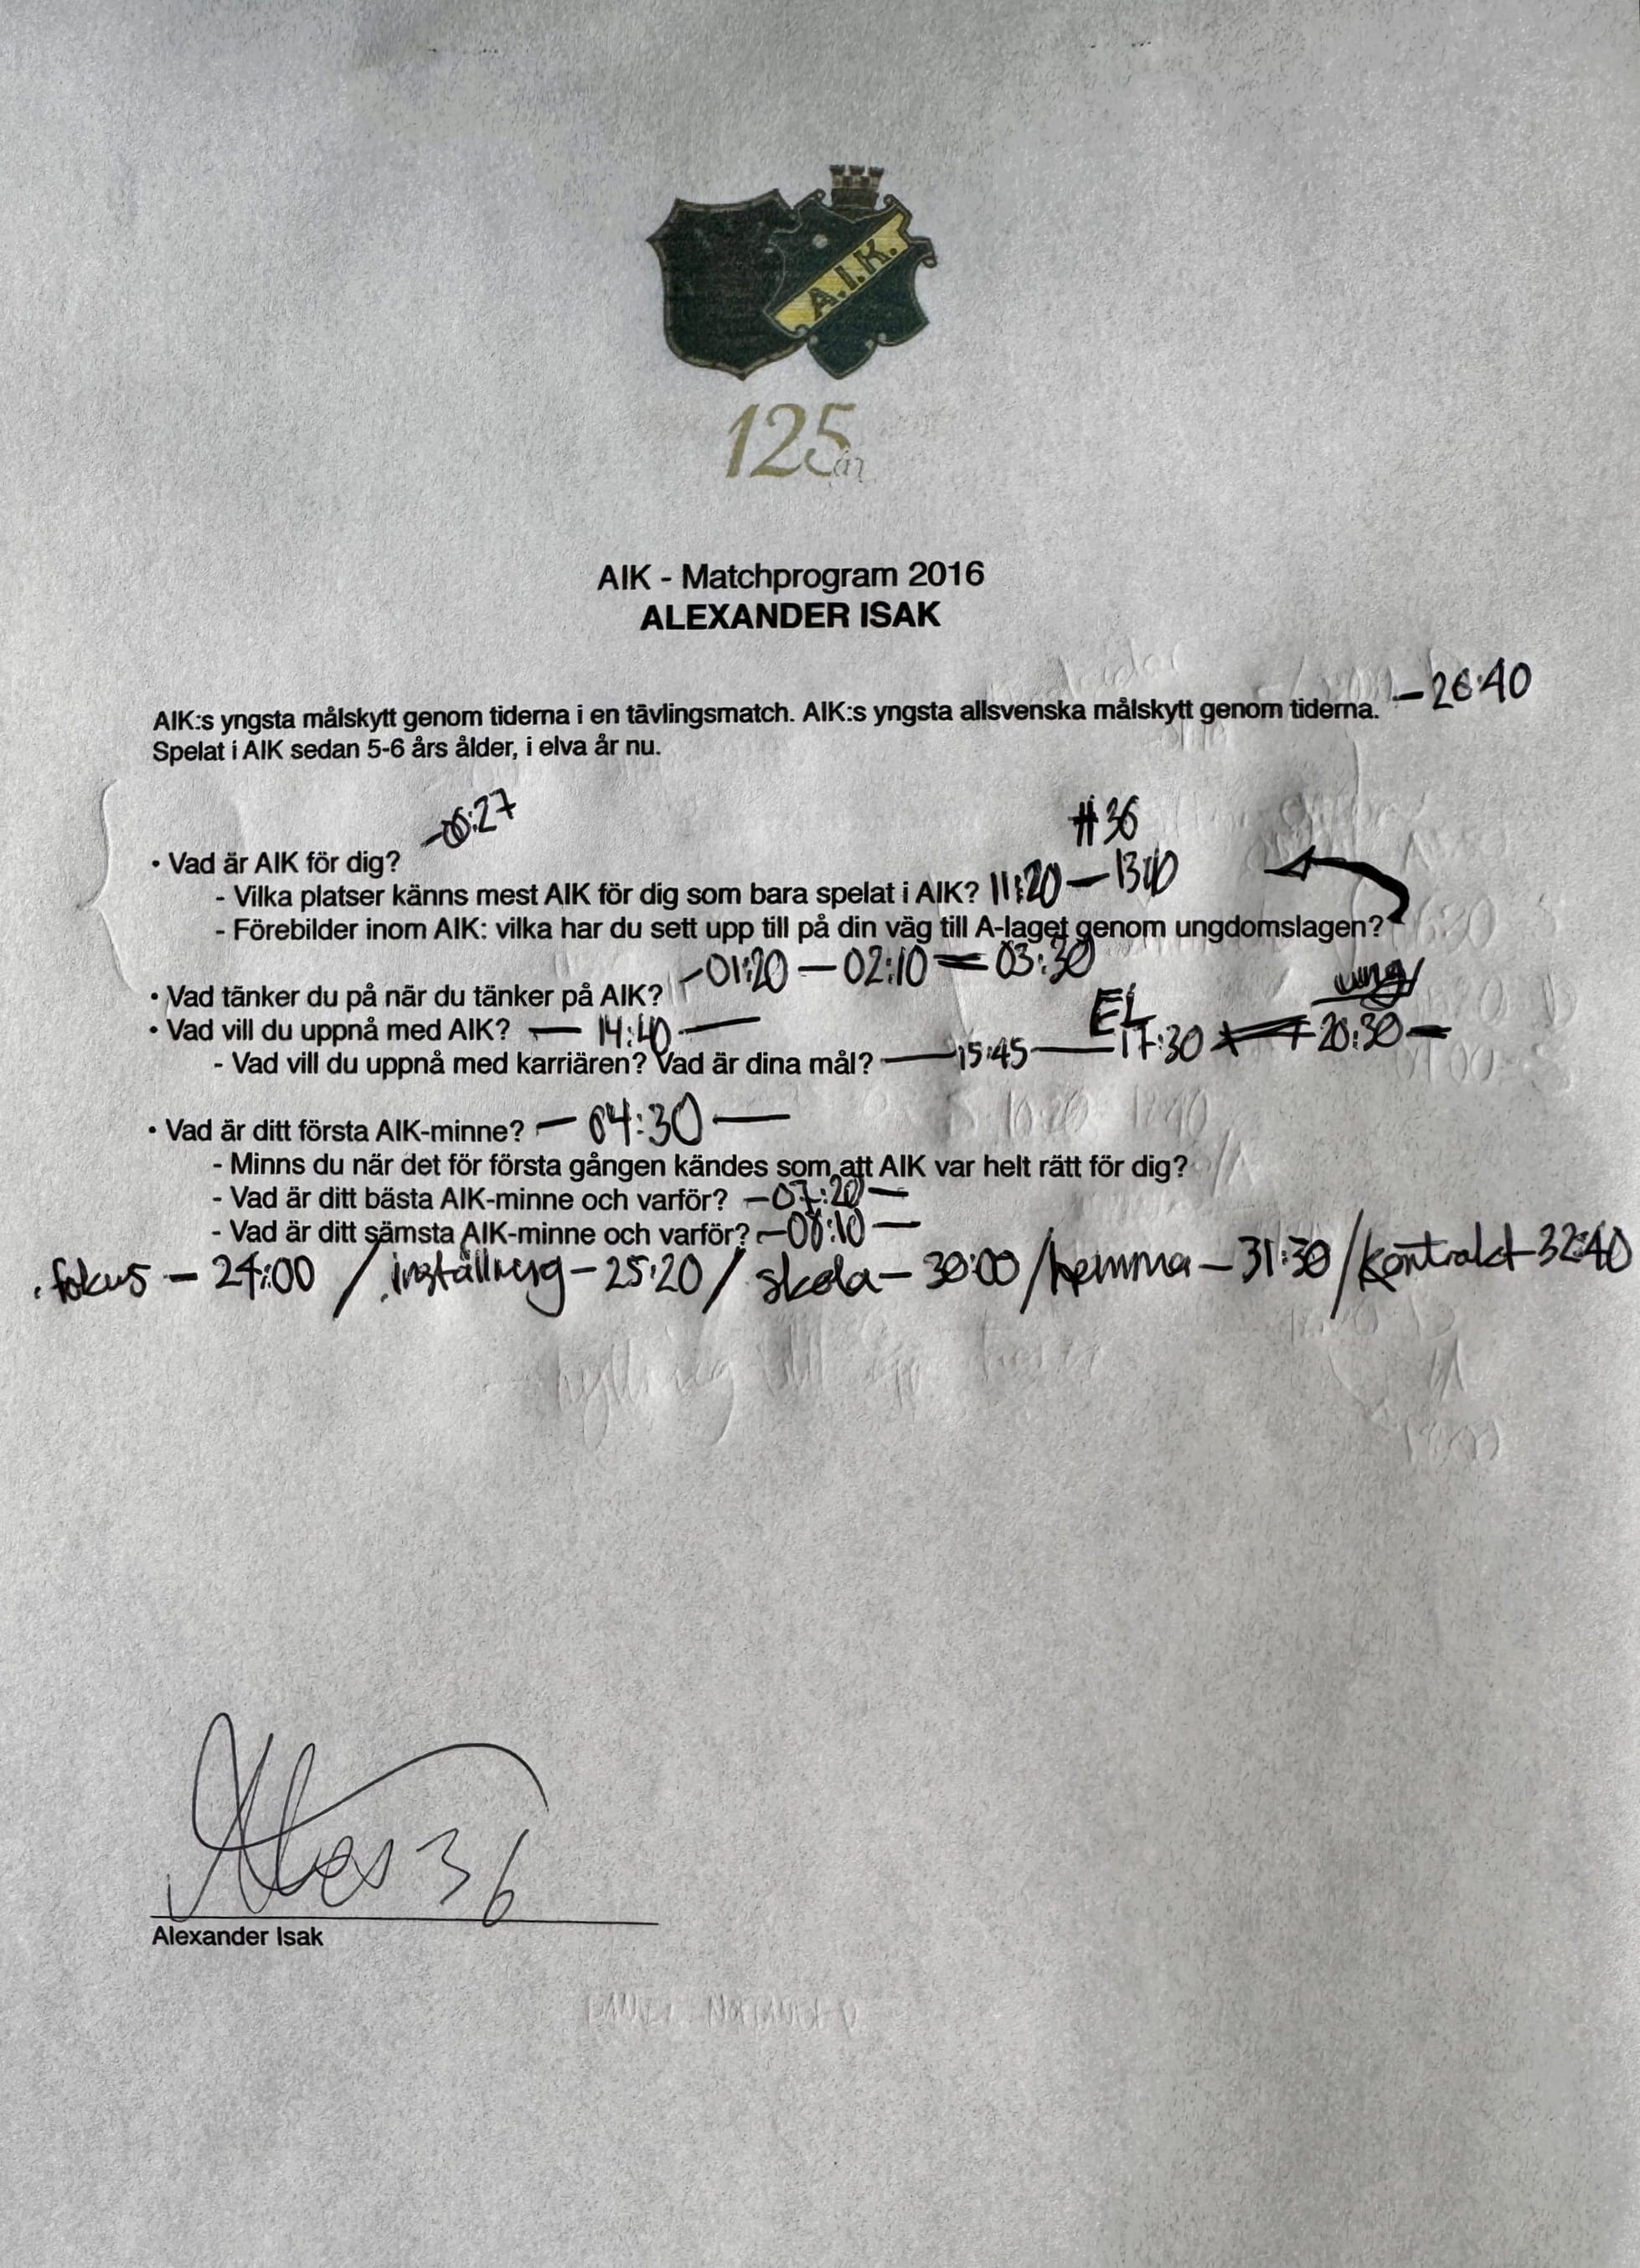 A.I.K.
125 år
AIK - Matchprogram 2016
ALEXANDER ISAK
AIK:s yngsta målskytt genom tiderna i en tävlingsmatch. AIK:s yngsta allsvenska målskytt genom tiderna. – 26:40
Spelat i AIK sedan 5-6 års ålder, i elva år nu.
#36
• Vad är AIK för dig?
- Vilka platser känns mest AIK för dig som bara spelat i AIK? 11:20 –
- Förebilder inom AIK: vilka har du sett upp till på din väg till A-laget genom ungdomslagen?
– 01:20 – 02:10 = 03:30
• Vad tänker du på när du tänker på AIK?
ung
EL
• Vad vill du uppnå med AIK? – 14:40 –
- Vad vill du uppnå med karriären? Vad är dina mål? – 15:45 – 17:30 20:30 –
• Vad är ditt första AIK-minne? – 04:30 –
- Minns du när det för första gången kändes som att AIK var helt rätt för dig?
- Vad är ditt bästa AIK-minne och varför? – 07:20 –
- Vad är ditt sämsta AIK-minne och varför? –
. fokus – 24:00 / . inställning – 25:20 / skola – 30:00 / hemma – 31:30 / kontrakt – 32:40
Alex 36
Alexander Isak